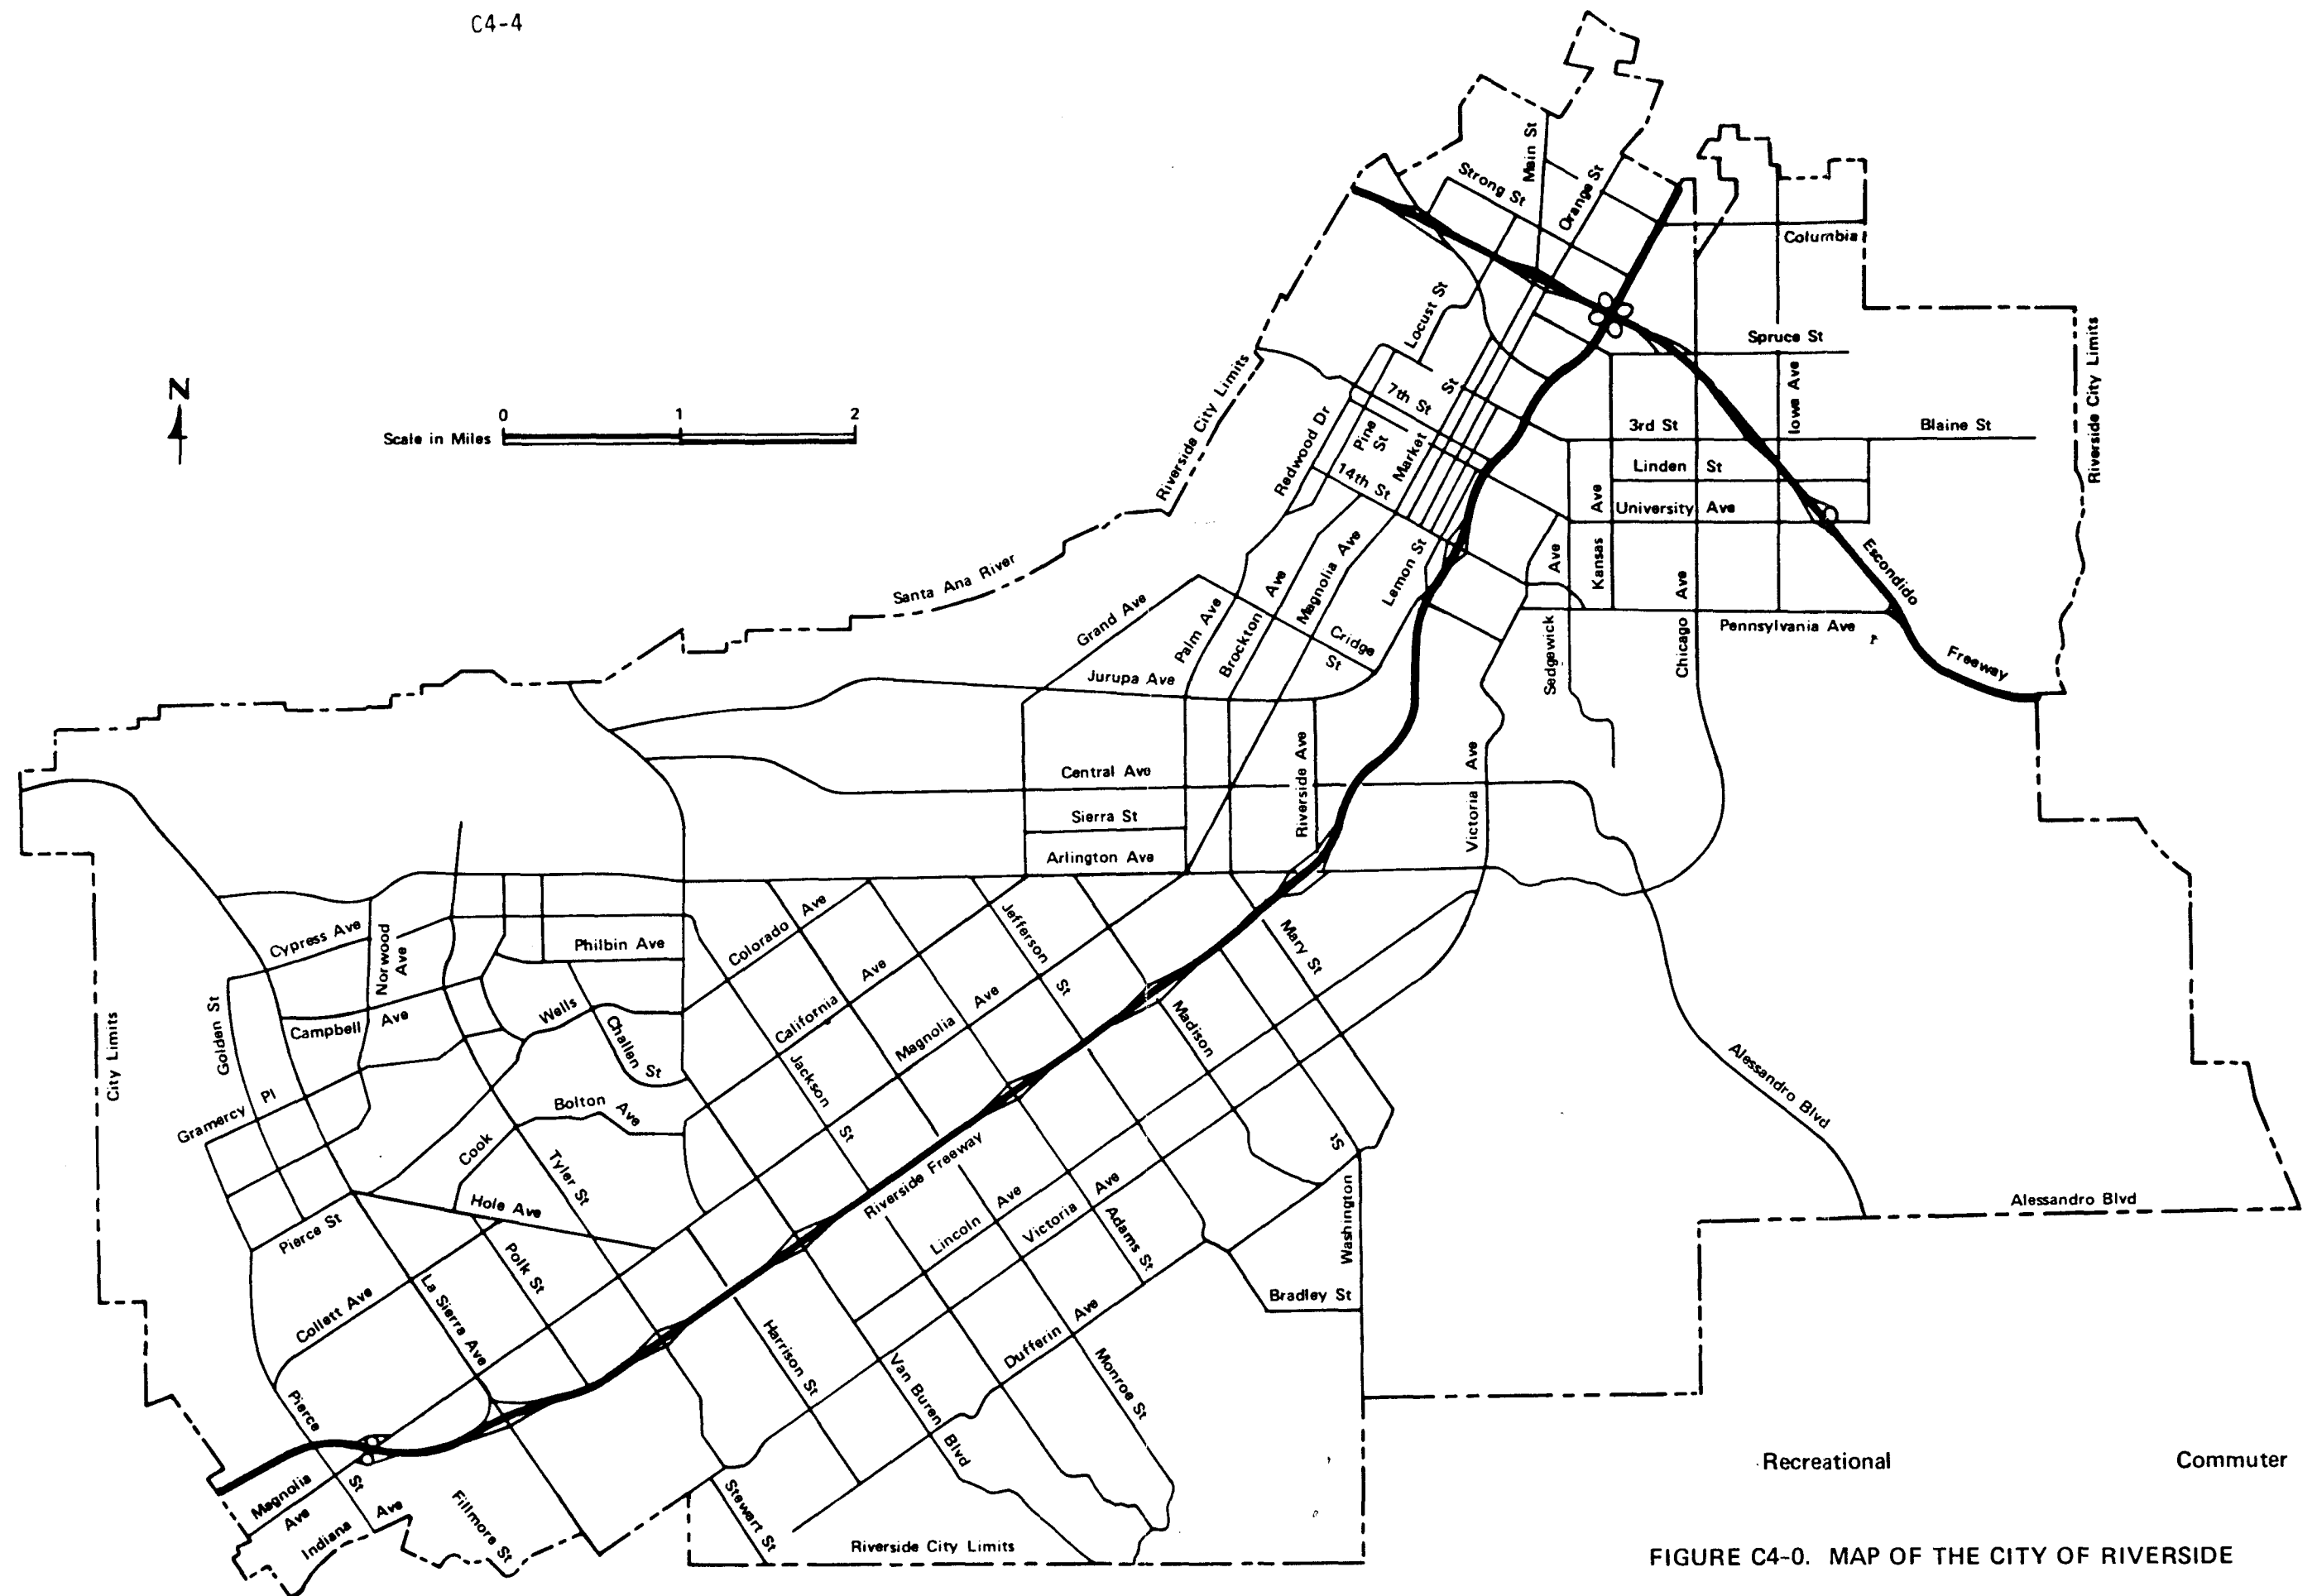 C4-4
N
Scale in Miles
0 1 2
Main St
Strong St
Orange St
Columbia
Locust St
Spruce St
Riverside City Limits
Riverside City Limits
Iowa Ave
7th St
St
3rd St
Blaine St
Redwood Dr
Pine St
Market
14th St
Linden St
Kansas Ave
University Ave
Santa Ana River
Escondido
Freeway
Grand Ave
Palm Ave
Brockton Ave
Magnolia Ave
Lemon St
Cridge St
Sedgewick Ave
Chicago Ave
Pennsylvania Ave
Jurupa Ave
Central Ave
Riverside Ave
Victoria Ave
Sierra St
Arlington Ave
Cypress Ave
Norwood Ave
Philbin Ave
Colorado Ave
Jefferson St
Mary St
City Limits
Golden St
Campbell Ave
Wells
Challen St
California Ave
Magnolia Ave
Madison
St
Jackson St
Gramercy Pl
Bolton Ave
Cook
Tyler St
Riverside Freeway
Alessandro Blvd
Hole Ave
Pierce St
Polk St
Lincoln Ave
Victoria Ave
Adams St
Washington
Alessandro Blvd
Bradley St
Collett Ave
La Sierra Ave
Harrison St
Van Buren Blvd
Dufferin Ave
Monroe St
Pierce St
Magnolia Ave
Indiana Ave
Fillmore St
Stewart St
Riverside City Limits
Recreational Commuter
FIGURE C4-0. MAP OF THE CITY OF RIVERSIDE